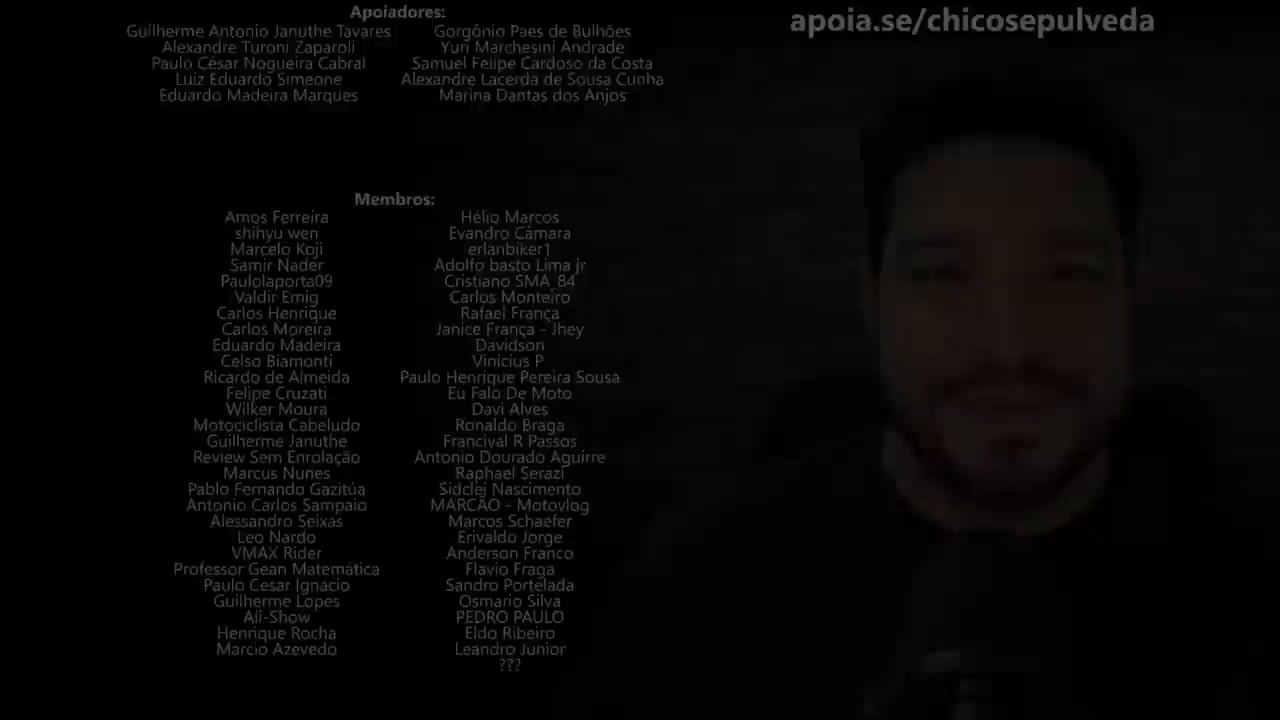 Apoiadores:
Guilherme Antonio Januthe Tavares
Alexandre Turoni Zaparoli
Paulo César Nogueira Cabral
Luiz Eduardo Simeone
Eduardo Madeira Marques
Gorgônio Paes de Bulhões
Yuri Marchesini Andrade
Samuel Felipe Cardoso da Costa
Alexandre Lacerda de Sousa Cunha
Marina Dantas dos Anjos
apoia.se/chicosepulveda
Membros:
Amos Ferreira
shihyu wen
Marcelo Koji
Samir Nader
Paulolaporta09
Valdir Emig
Carlos Henrique
Carlos Moreira
Eduardo Madeira
Celso Biamonti
Ricardo de Almeida
Felipe Cruzati
Wilker Moura
Motociclista Cabeludo
Guilherme Januthe
Review Sem Enrolação
Marcus Nunes
Pablo Fernando Gazitúa
Antonio Carlos Sampaio
Alessandro Seixas
Leo Nardo
VMAX Rider
Professor Gean Matemática
Paulo Cesar Ignacio
Guilherme Lopes
Ali-Show
Henrique Rocha
Marcio Azevedo
Hélio Marcos
Evandro Câmara
erlanbiker1
Adolfo basto Lima jr
Cristiano SMA_84
Carlos Monteiro
Rafael França
Janice França - Jhey
Davidson
Vinicius P
Paulo Henrique Pereira Sousa
Eu Falo De Moto
Davi Alves
Ronaldo Braga
Francival R Passos
Antonio Dourado Aguirre
Raphael Serazi
Sidclej Nascimento
MARCÃO - Motovlog
Marcos Schaefer
Erivaldo Jorge
Anderson Franco
Flavio Fraga
Sandro Portelada
Osmario Silva
PEDRO PAULO
Eldo Ribeiro
Leandro Junior
???